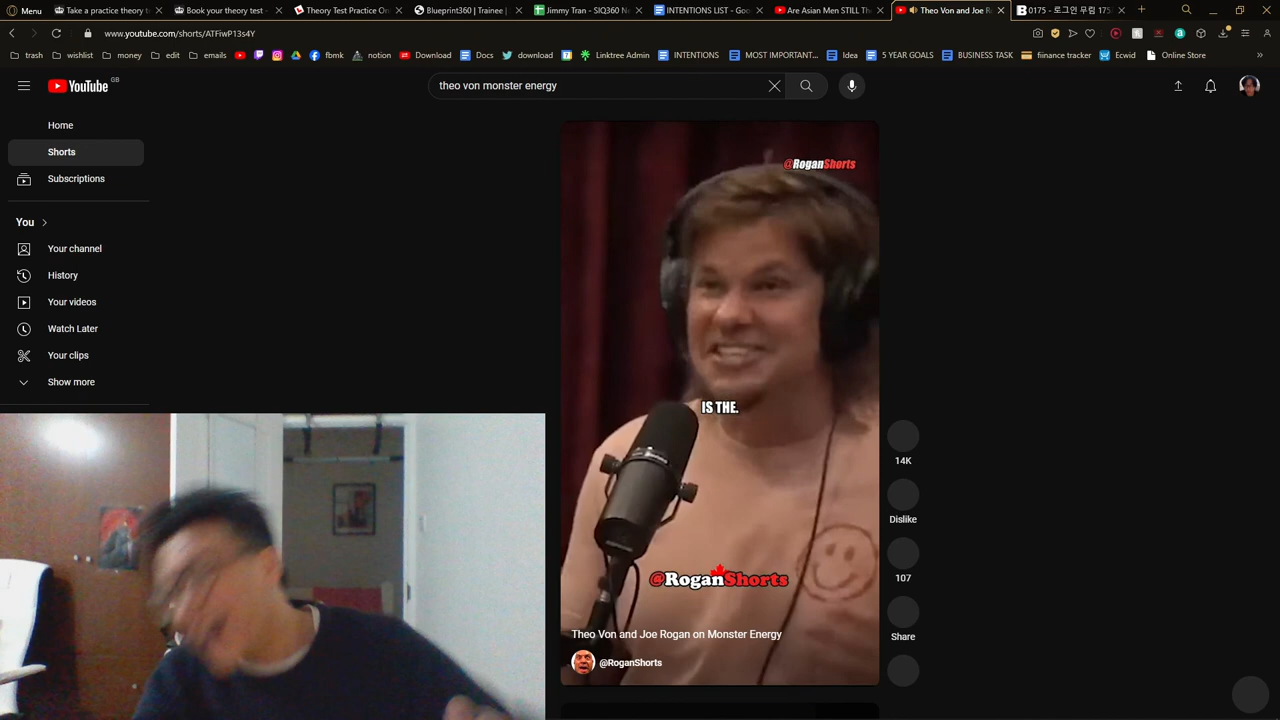 Menu
Take a practice theory t
Book your theory test
Theory Test Practice On
Blueprint360 | Trainee |
Jimmy Tran - SIQ360 Ne
INTENTIONS LIST - Goo
Are Asian Men STILL Th
Theo Von and Joe R
0175 - 로그인 무림 175
www.youtube.com/shorts/ATFiwP13s4Y
trash
wishlist
money
edit
emails
fbmk
notion
Download
Docs
download
Linktree Admin
INTENTIONS
MOST IMPORTANT...
Idea
5 YEAR GOALS
BUSINESS TASK
fiinance tracker
Ecwid
Online Store
YouTube GB
theo von monster energy
Home
Shorts
Subscriptions
You
Your channel
History
Your videos
Watch Later
Your clips
Show more
@RoganShorts
IS THE.
@RoganShorts
Theo Von and Joe Rogan on Monster Energy
@RoganShorts
14K
Dislike
107
Share